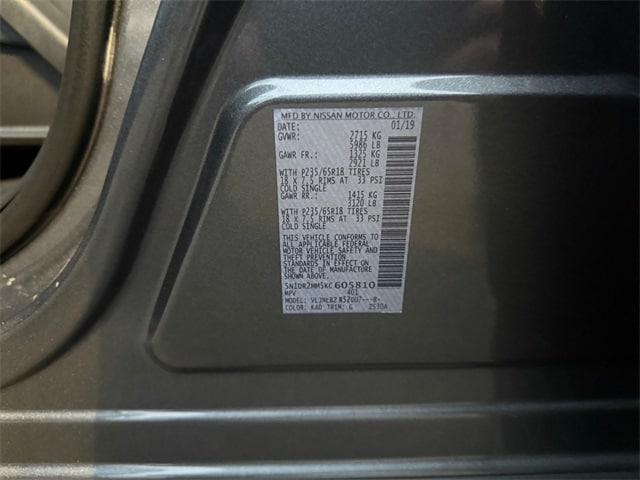 MFD BY NISSAN MOTOR CO., LTD.
DATE: 01/19
GVWR: 2715 KG
5986 LB
GAWR FR.: 1325 KG
2921 LB
WITH P235/65R18 TIRES
18 X 7.5 RIMS AT 33 PSI
COLD SINGLE
GAWR RR.: 1415 KG
3120 LB
WITH P235/65R18 TIRES
18 X 7.5 RIMS AT 33 PSI
COLD SINGLE
THIS VEHICLE CONFORMS TO
ALL APPLICABLE FEDERAL
MOTOR VEHICLE SAFETY AND
THEFT PREVENTION
STANDARDS IN EFFECT ON
THE DATE OF MANUFACTURE
SHOWN ABOVE.
5N1DR2MM5KC605810
MPV 401
MODEL:
COLOR: KAD TRIM: G